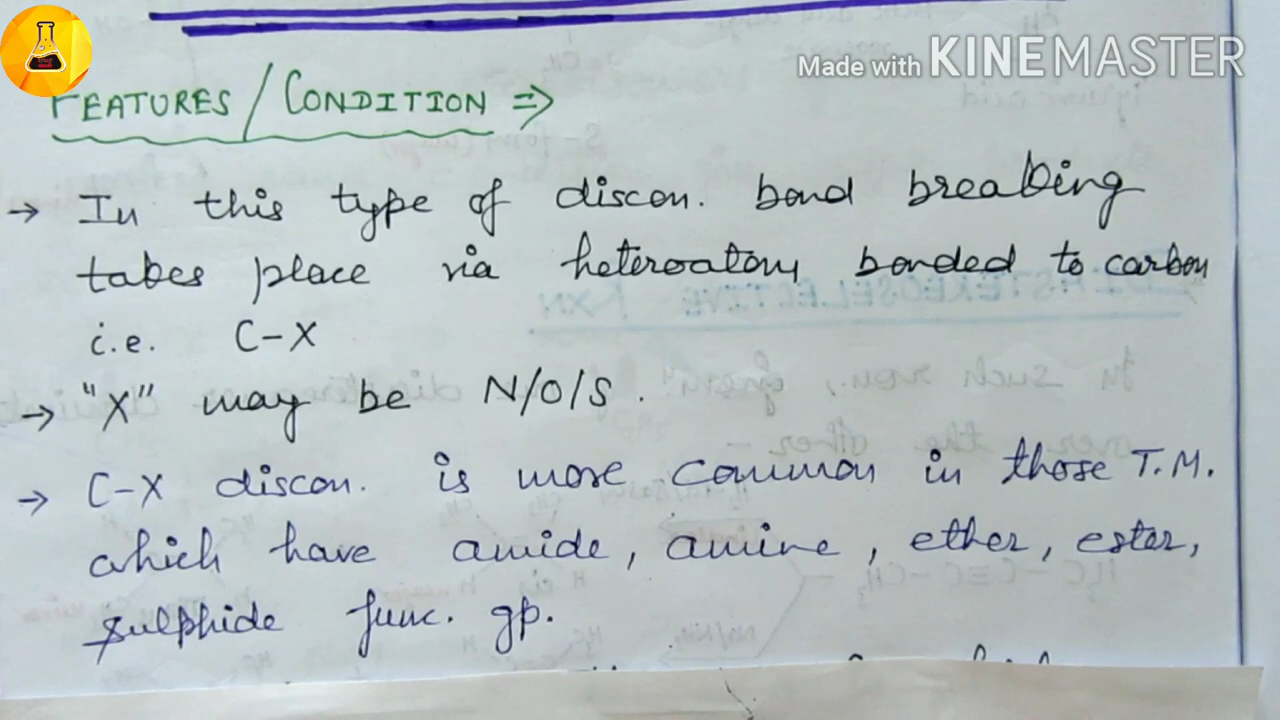 Made with KINEMASTER
FEATURES / CONDITION ⇒
→ In this type of discon. bond breaking
takes place via heteroatom bonded to carbon
i.e. C-X
→ "X" may be N/O/S.
→ C-X discon. is more common in those T.M.
which have amide, amine, ether, ester,
sulphide func. gp.